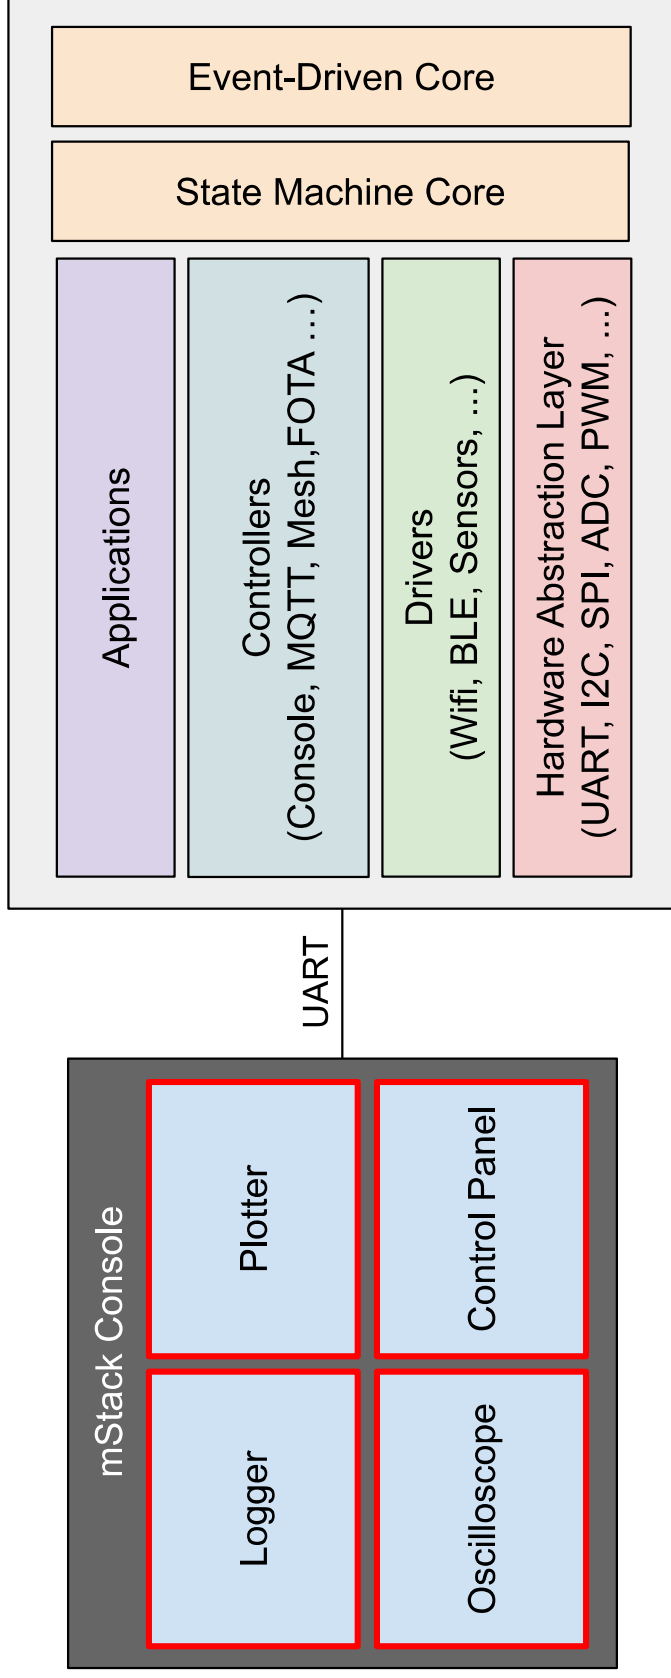 mStack Console
Logger
Plotter
Oscilloscope
Control Panel
UART
Applications
Controllers
(Console, MQTT, Mesh,FOTA …)
Drivers
(Wifi, BLE, Sensors, ...)
Hardware Abstraction Layer
(UART, I2C, SPI, ADC, PWM, ...)
State Machine Core
Event-Driven Core